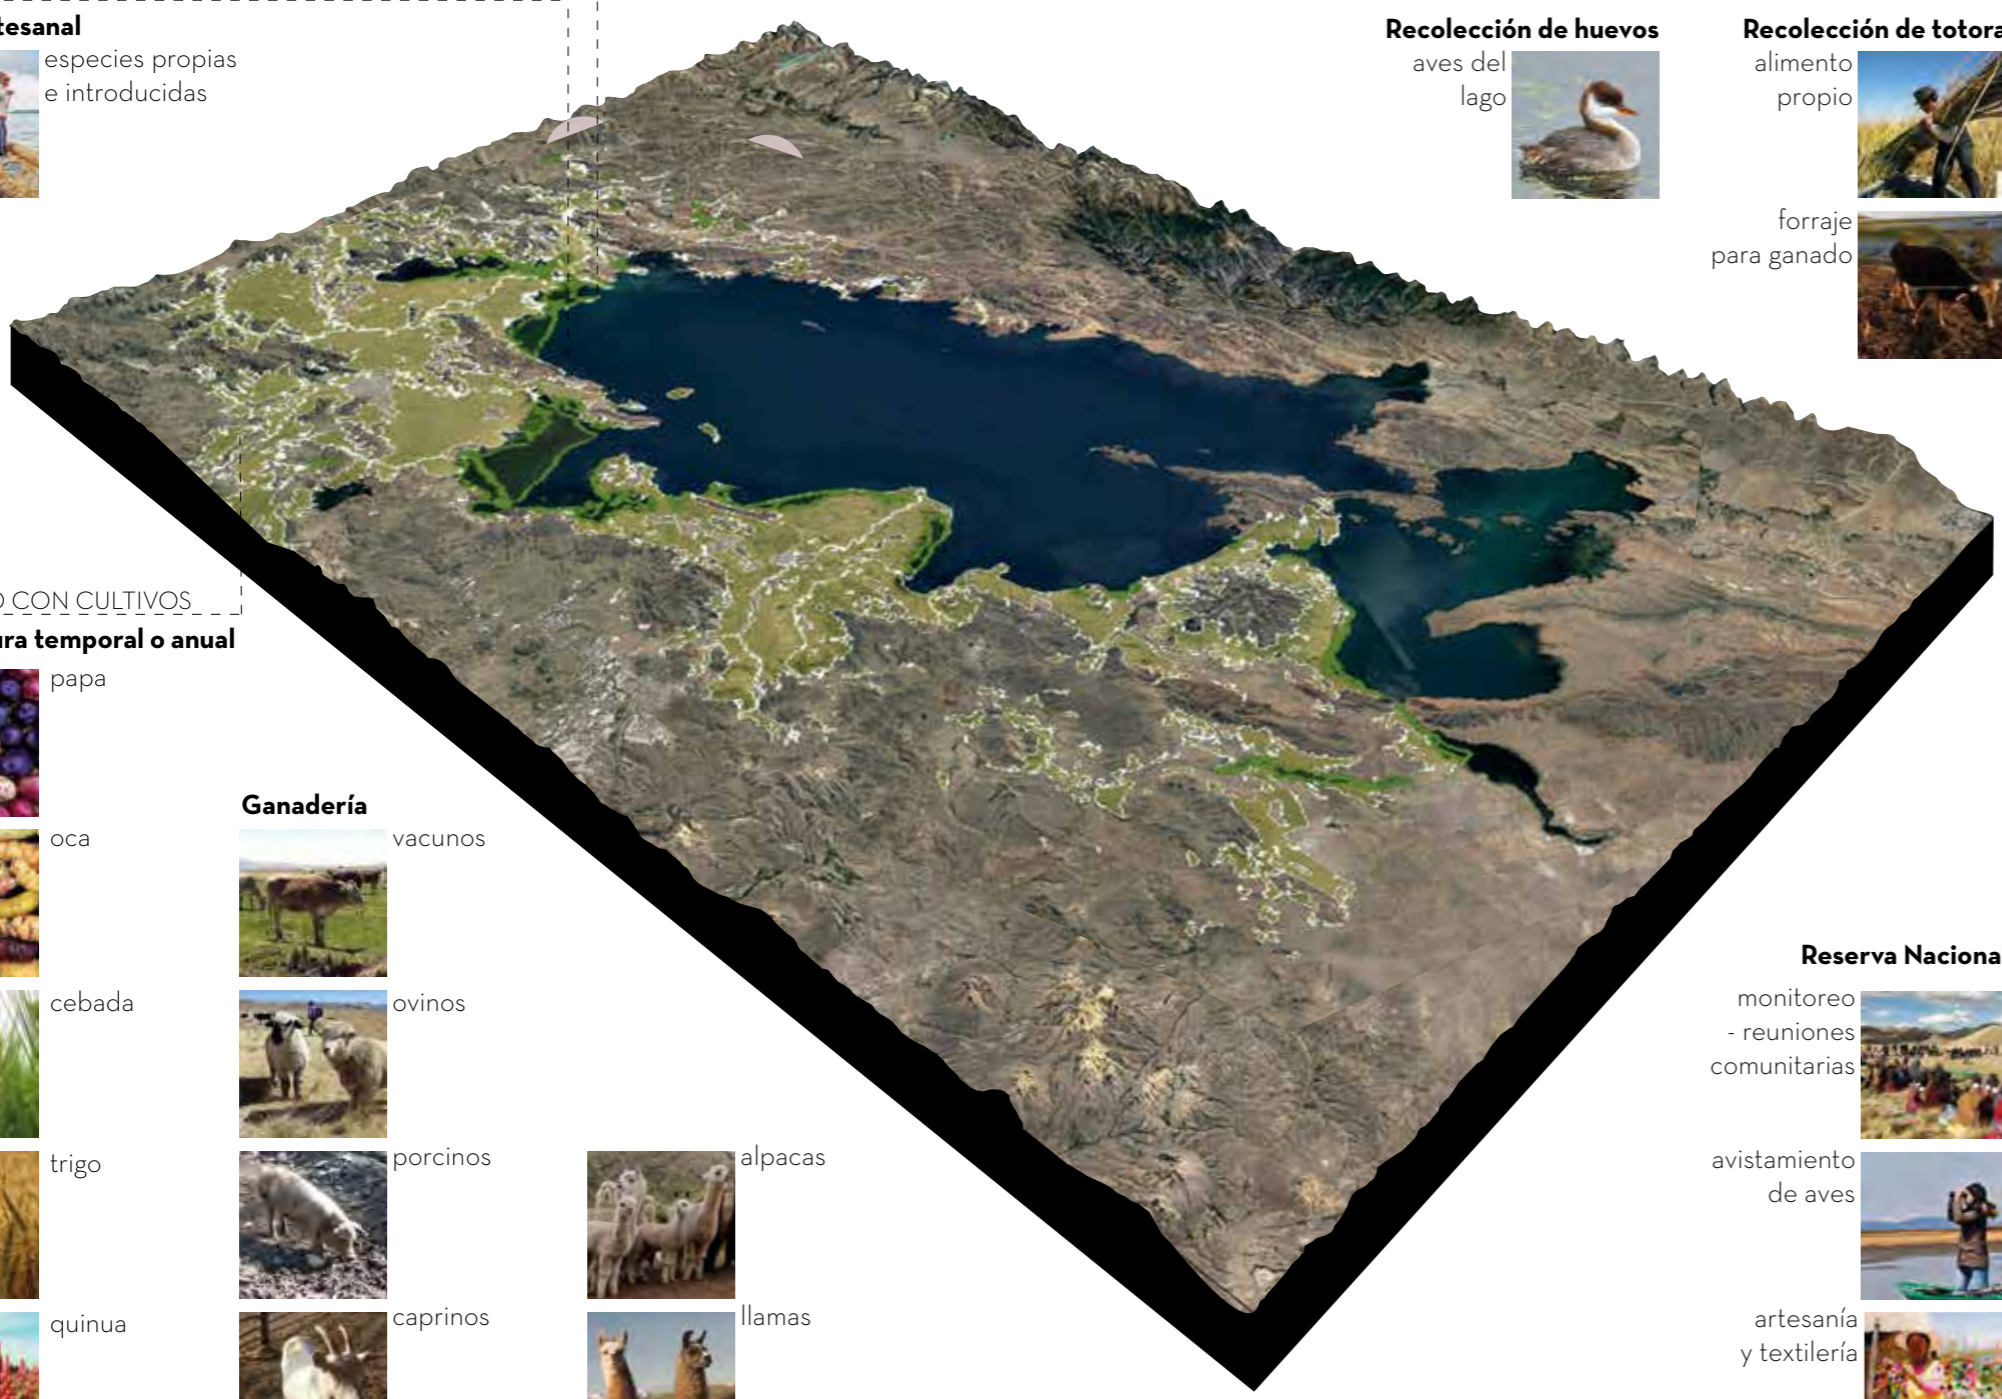 tesanal
especies propias
e introducidas
Recolección de huevos
aves del
lago
Recolección de totora
alimento
propio
forraje
para ganado
O CON CULTIVOS
ura temporal o anual
papa
oca
cebada
trigo
quinua
Ganadería
vacunos
ovinos
porcinos
caprinos
alpacas
llamas
Reserva Naciona
monitoreo
- reuniones
comunitarias
avistamiento
de aves
artesanía
y textilería